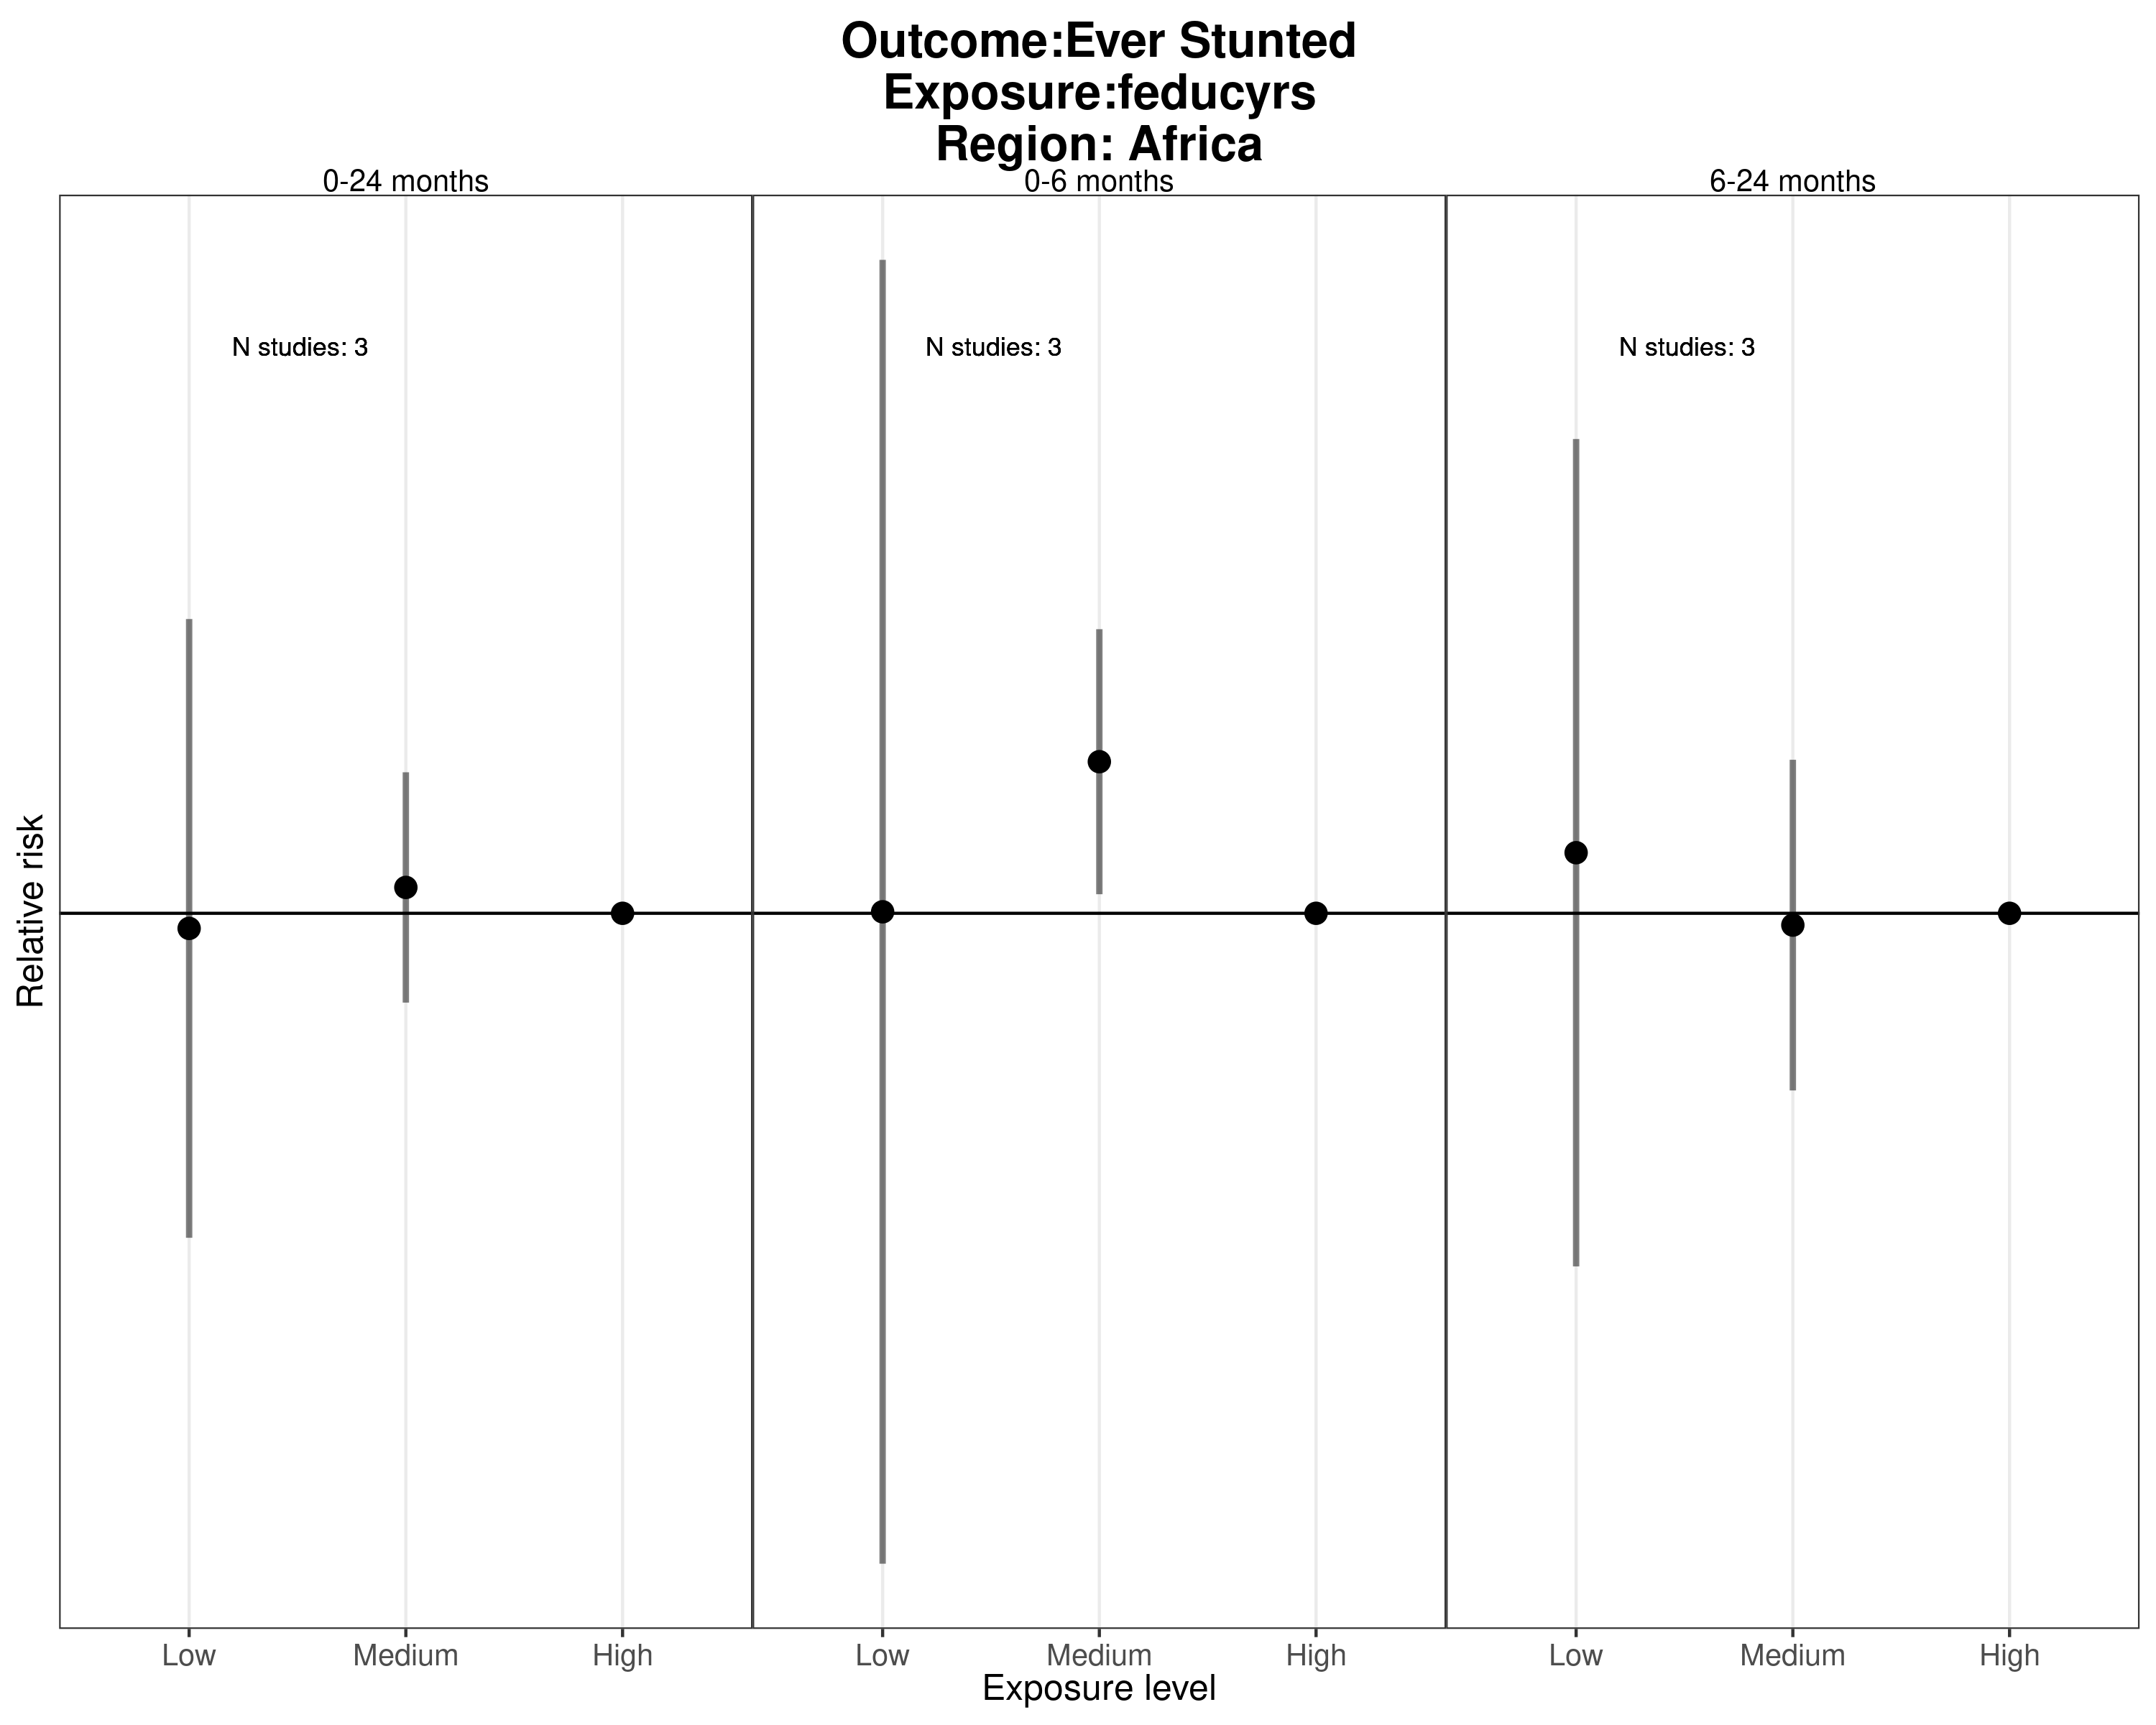 Outcome:Ever Stunted
Exposure:feducyrs
Region: Africa
0-24 months
0-6 months
6-24 months
N studies: 3
N studies: 3
N studies: 3
Relative risk
Low
Medium
High
Low
Medium
High
Low
Medium
High
Exposure level